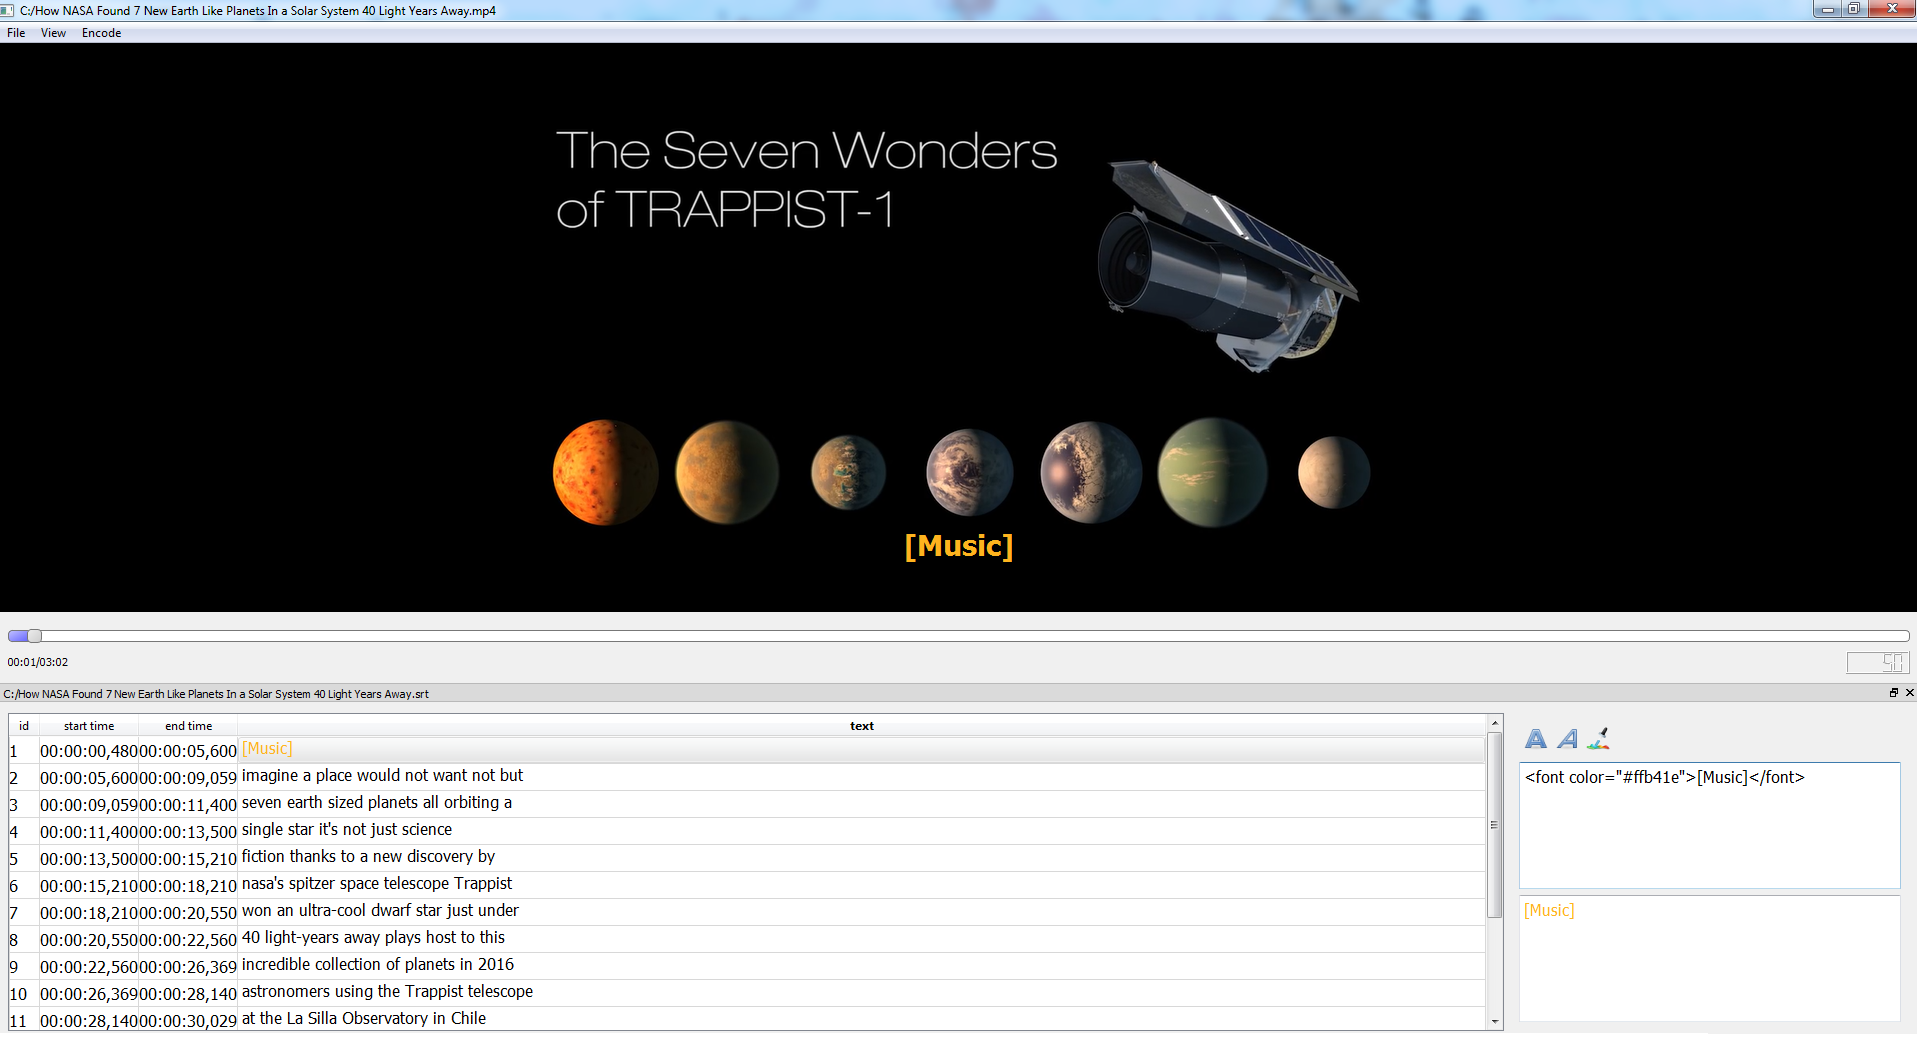 C:/How NASA Found 7 New Earth Like Planets In a Solar System 40 Light Years Away.mp4
File View Encode
The Seven Wonders
of TRAPPIST-1
[Music]
00:01/03:02
50
C:/How NASA Found 7 New Earth Like Planets In a Solar System 40 Light Years Away.srt
id start time end time text
1 00:00:00,480 00:00:05,600 [Music]
2 00:00:05,600 00:00:09,059 imagine a place would not want not but
3 00:00:09,059 00:00:11,400 seven earth sized planets all orbiting a
4 00:00:11,400 00:00:13,500 single star it's not just science
5 00:00:13,500 00:00:15,210 fiction thanks to a new discovery by
6 00:00:15,210 00:00:18,210 nasa's spitzer space telescope Trappist
7 00:00:18,210 00:00:20,550 won an ultra-cool dwarf star just under
8 00:00:20,550 00:00:22,560 40 light-years away plays host to this
9 00:00:22,560 00:00:26,369 incredible collection of planets in 2016
10 00:00:26,369 00:00:28,140 astronomers using the Trappist telescope
11 00:00:28,140 00:00:30,029 at the La Silla Observatory in Chile
<font color="#ffb41e">[Music]</font>
[Music]